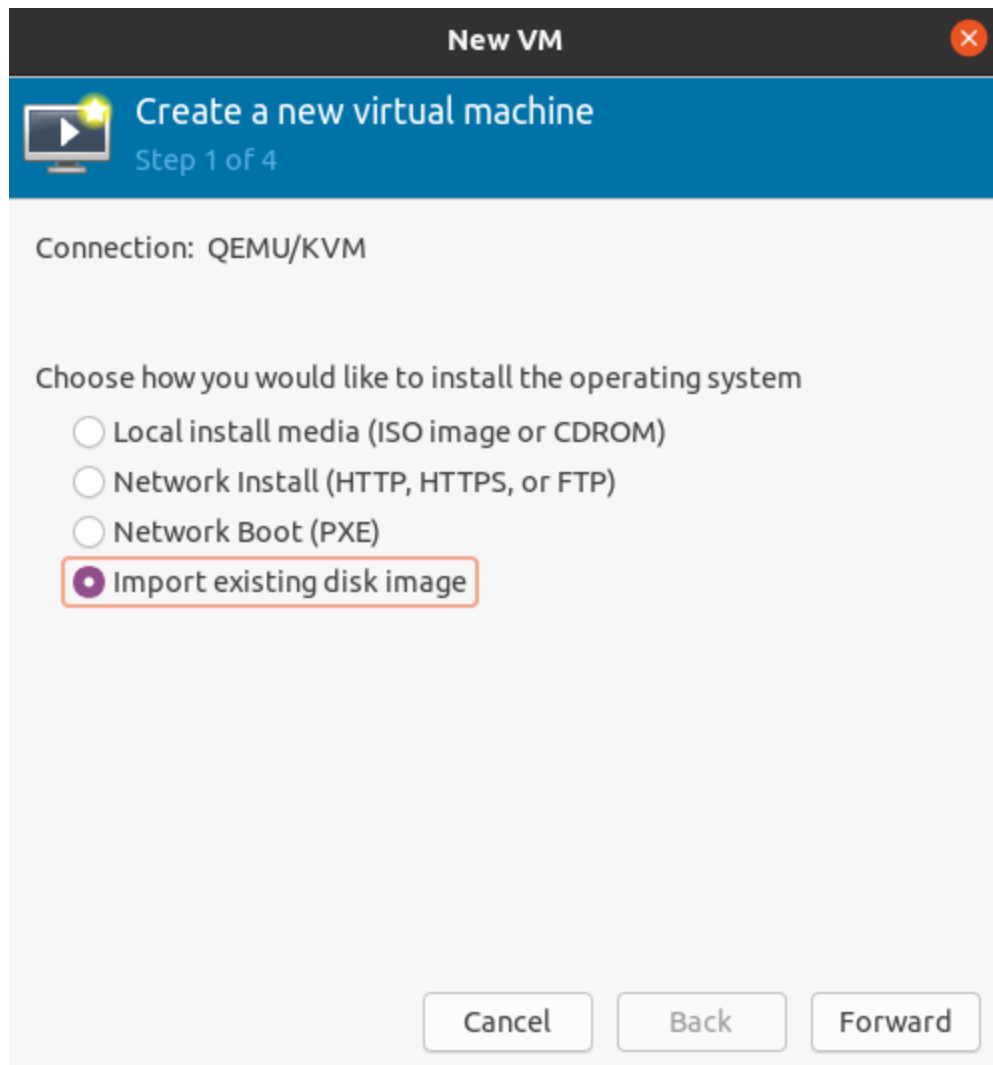 New VM
Create a new virtual machine
Step 1 of 4
Connection: QEMU/KVM
Choose how you would like to install the operating system
Local install media (ISO image or CDROM)
Network Install (HTTP, HTTPS, or FTP)
Network Boot (PXE)
Import existing disk image
Cancel Back Forward